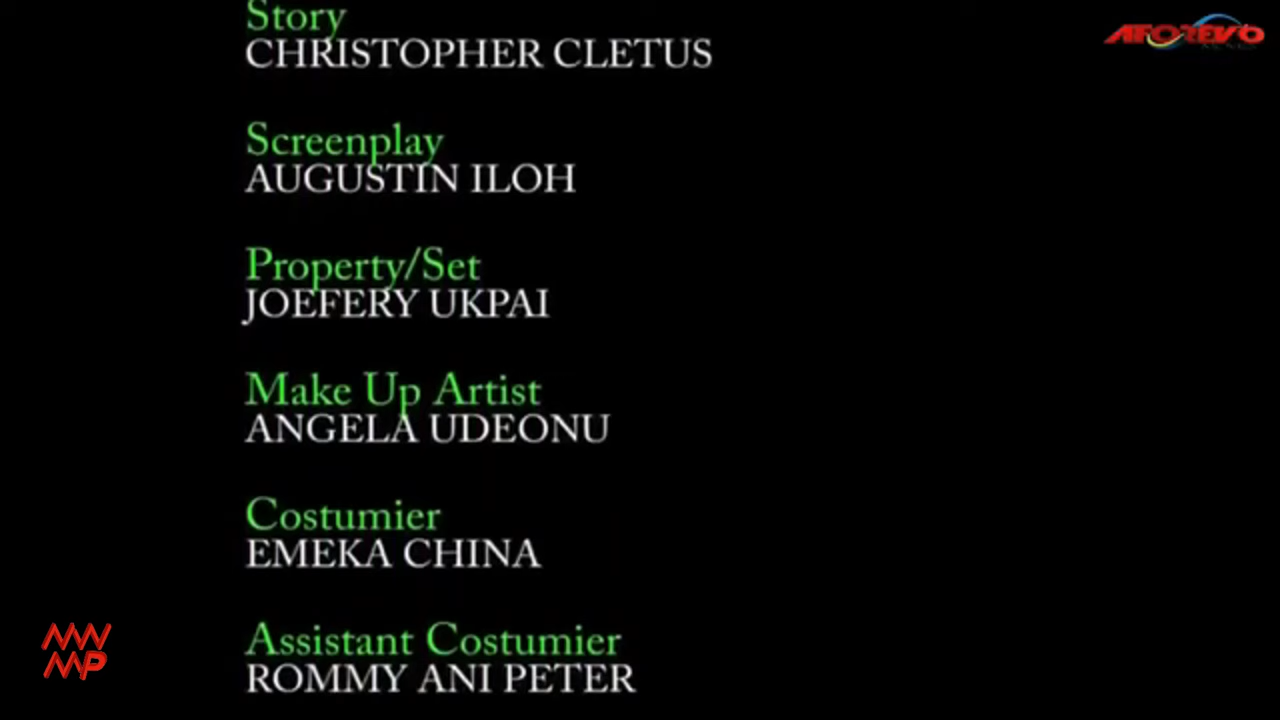 Story
CHRISTOPHER CLETUS
AFOREVO
Screenplay
AUGUSTIN ILOH
Property/Set
JOEFERY UKPAI
Make Up Artist
ANGELA UDEONU
Costumier
EMEKA CHINA
Assistant Costumier
ROMMY ANI PETER
MP